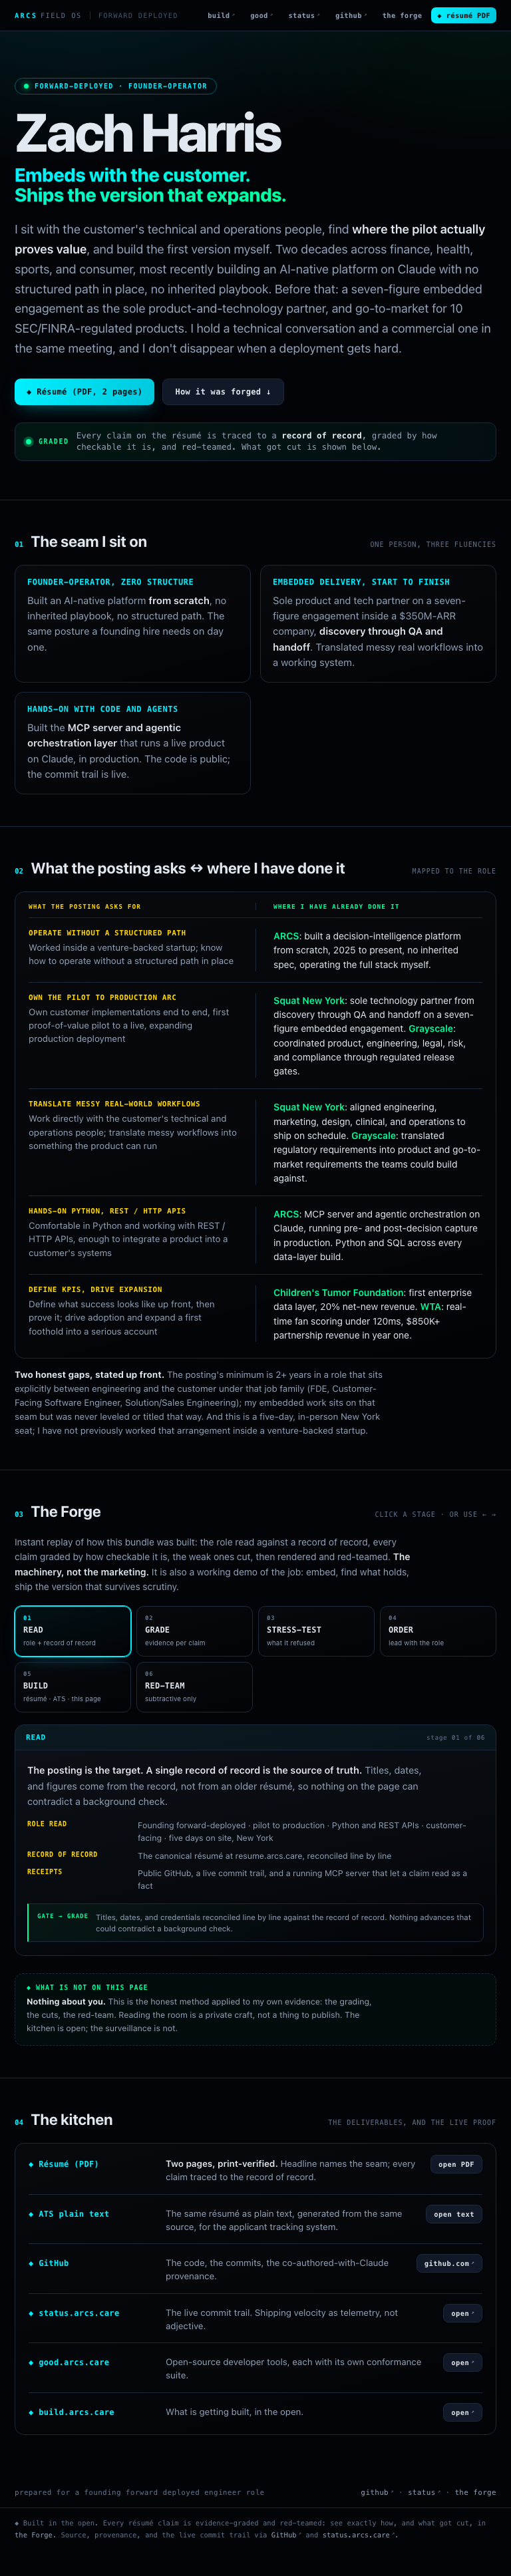 ARCS FIELD OS | FORWARD DEPLOYED
build↗ good↗ status↗ github↗ the forge ◆ résumé PDF
FORWARD-DEPLOYED · FOUNDER-OPERATOR
Zach Harris
Embeds with the customer.
Ships the version that expands.
I sit with the customer's technical and operations people, find where the pilot actually
proves value, and build the first version myself. Two decades across finance, health,
sports, and consumer, most recently building an AI-native platform on Claude with no
structured path in place, no inherited playbook. Before that: a seven-figure embedded
engagement as the sole product-and-technology partner, and go-to-market for 10
SEC/FINRA-regulated products. I hold a technical conversation and a commercial one in
the same meeting, and I don't disappear when a deployment gets hard.
◆ Résumé (PDF, 2 pages)
How it was forged ↓
GRADED
Every claim on the résumé is traced to a record of record, graded by how
checkable it is, and red-teamed. What got cut is shown below.
01 The seam I sit on
ONE PERSON, THREE FLUENCIES
FOUNDER-OPERATOR, ZERO STRUCTURE
Built an AI-native platform from scratch, no
inherited playbook, no structured path. The
same posture a founding hire needs on day
one.
EMBEDDED DELIVERY, START TO FINISH
Sole product and tech partner on a seven-
figure engagement inside a $350M-ARR
company, discovery through QA and
handoff. Translated messy real workflows into
a working system.
HANDS-ON WITH CODE AND AGENTS
Built the MCP server and agentic
orchestration layer that runs a live product
on Claude, in production. The code is public;
the commit trail is live.
02 What the posting asks ↔ where I have done it
MAPPED TO THE ROLE
WHAT THE POSTING ASKS FOR
WHERE I HAVE ALREADY DONE IT
OPERATE WITHOUT A STRUCTURED PATH
Worked inside a venture-backed startup; know
how to operate without a structured path in place
ARCS: built a decision-intelligence platform
from scratch, 2025 to present, no inherited
spec, operating the full stack myself.
OWN THE PILOT TO PRODUCTION ARC
Own customer implementations end to end, first
proof-of-value pilot to a live, expanding
production deployment
Squat New York: sole technology partner from
discovery through QA and handoff on a seven-
figure embedded engagement. Grayscale:
coordinated product, engineering, legal, risk,
and compliance through regulated release
gates.
TRANSLATE MESSY REAL-WORLD WORKFLOWS
Work directly with the customer's technical and
operations people; translate messy workflows into
something the product can run
Squat New York: aligned engineering,
marketing, design, clinical, and operations to
ship on schedule. Grayscale: translated
regulatory requirements into product and go-to-
market requirements the teams could build
against.
HANDS-ON PYTHON, REST / HTTP APIS
Comfortable in Python and working with REST /
HTTP APIs, enough to integrate a product into a
customer's systems
ARCS: MCP server and agentic orchestration on
Claude, running pre- and post-decision capture
in production. Python and SQL across every
data-layer build.
DEFINE KPIS, DRIVE EXPANSION
Define what success looks like up front, then
prove it; drive adoption and expand a first
foothold into a serious account
Children's Tumor Foundation: first enterprise
data layer, 20% net-new revenue. WTA: real-
time fan scoring under 120ms, $850K+
partnership revenue in year one.
Two honest gaps, stated up front. The posting's minimum is 2+ years in a role that sits
explicitly between engineering and the customer under that job family (FDE, Customer-
Facing Software Engineer, Solution/Sales Engineering); my embedded work sits on that
seam but was never leveled or titled that way. And this is a five-day, in-person New York
seat; I have not previously worked that arrangement inside a venture-backed startup.
03 The Forge
CLICK A STAGE · OR USE ← →
Instant replay of how this bundle was built: the role read against a record of record, every
claim graded by how checkable it is, the weak ones cut, then rendered and red-teamed. The
machinery, not the marketing. It is also a working demo of the job: embed, find what holds,
ship the version that survives scrutiny.
01
READ
role + record of record
02
GRADE
evidence per claim
03
STRESS-TEST
what it refused
04
ORDER
lead with the role
05
BUILD
résumé · ATS · this page
06
RED-TEAM
subtractive only
READ
stage 01 of 06
The posting is the target. A single record of record is the source of truth. Titles, dates,
and figures come from the record, not from an older résumé, so nothing on the page can
contradict a background check.
ROLE READ
Founding forward-deployed · pilot to production · Python and REST APIs · customer-
facing · five days on site, New York
RECORD OF RECORD
The canonical résumé at resume.arcs.care, reconciled line by line
RECEIPTS
Public GitHub, a live commit trail, and a running MCP server that let a claim read as a
fact
GATE → GRADE
Titles, dates, and credentials reconciled line by line against the record of record. Nothing advances that
could contradict a background check.
◆ WHAT IS NOT ON THIS PAGE
Nothing about you. This is the honest method applied to my own evidence: the grading,
the cuts, the red-team. Reading the room is a private craft, not a thing to publish. The
kitchen is open; the surveillance is not.
04 The kitchen
THE DELIVERABLES, AND THE LIVE PROOF
◆ Résumé (PDF)
Two pages, print-verified. Headline names the seam; every
claim traced to the record of record.
open PDF
◆ ATS plain text
The same résumé as plain text, generated from the same
source, for the applicant tracking system.
open text
◆ GitHub
The code, the commits, the co-authored-with-Claude
provenance.
github.com↗
◆ status.arcs.care
The live commit trail. Shipping velocity as telemetry, not
adjective.
open↗
◆ good.arcs.care
Open-source developer tools, each with its own conformance
suite.
open↗
◆ build.arcs.care
What is getting built, in the open.
open↗
prepared for a founding forward deployed engineer role
github↗ · status↗ · the forge
◆ Built in the open. Every résumé claim is evidence-graded and red-teamed: see exactly how, and what got cut, in
the Forge. Source, provenance, and the live commit trail via GitHub↗ and status.arcs.care↗.